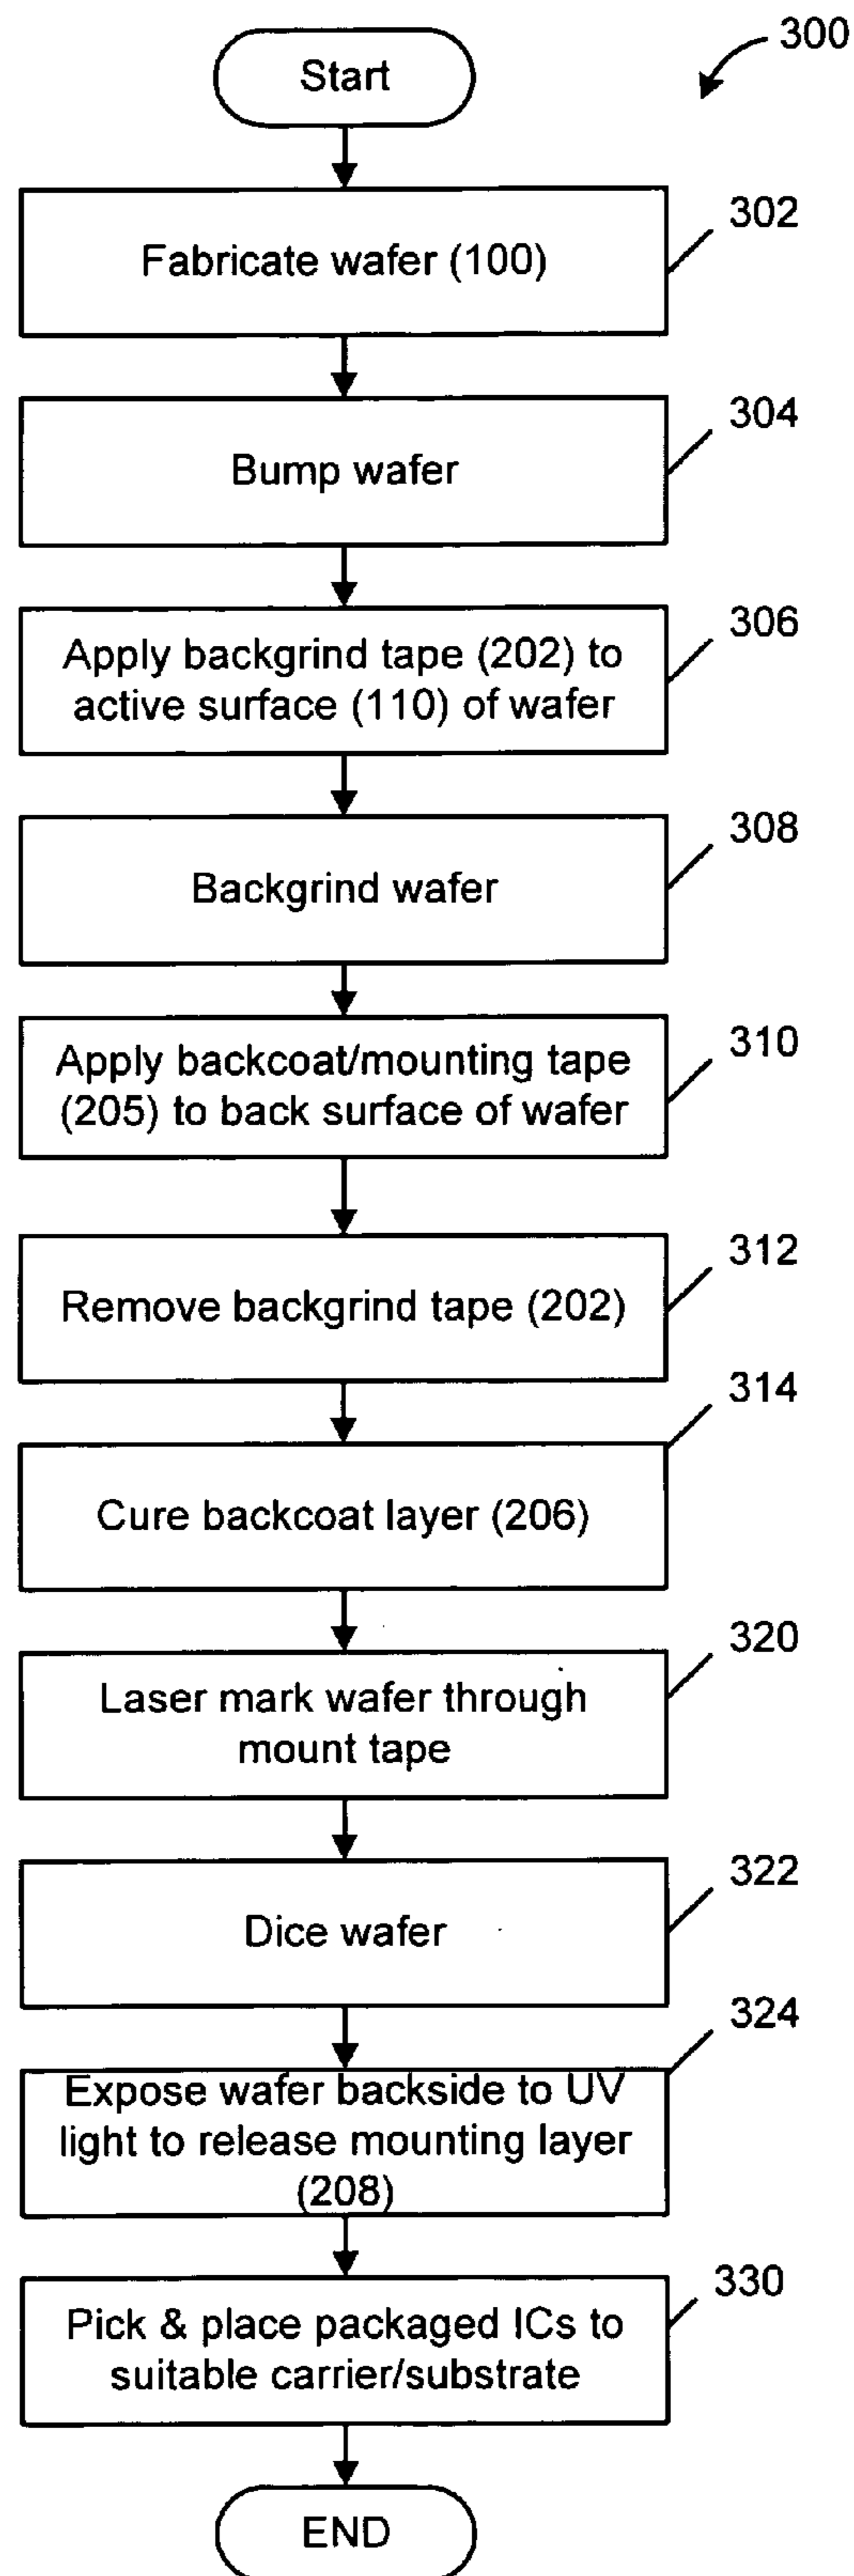 300
Start
302
Fabricate wafer (100)
304
Bump wafer
306
Apply backgrind tape (202) to
active surface (110) of wafer
308
Backgrind wafer
310
Apply backcoat/mounting tape
(205) to back surface of wafer
312
Remove backgrind tape (202)
314
Cure backcoat layer (206)
320
Laser mark wafer through
mount tape
322
Dice wafer
324
Expose wafer backside to UV
light to release mounting layer
(208)
330
Pick & place packaged ICs to
suitable carrier/substrate
END